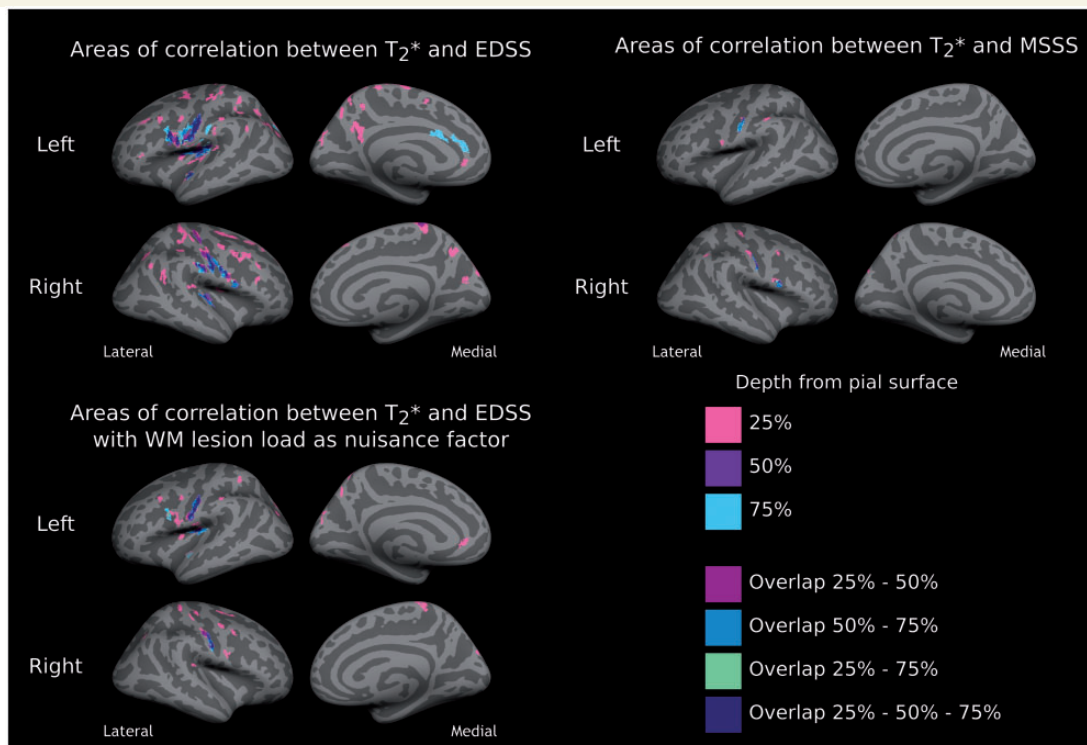 Areas of correlation between T₂* and EDSS
Left
Right
Lateral
Medial
Areas of correlation between T₂* and MSSS
Left
Right
Lateral
Medial
Areas of correlation between T₂* and EDSS
with WM lesion load as nuisance factor
Left
Right
Lateral
Medial
Depth from pial surface
25%
50%
75%
Overlap 25% - 50%
Overlap 50% - 75%
Overlap 25% - 75%
Overlap 25% - 50% - 75%